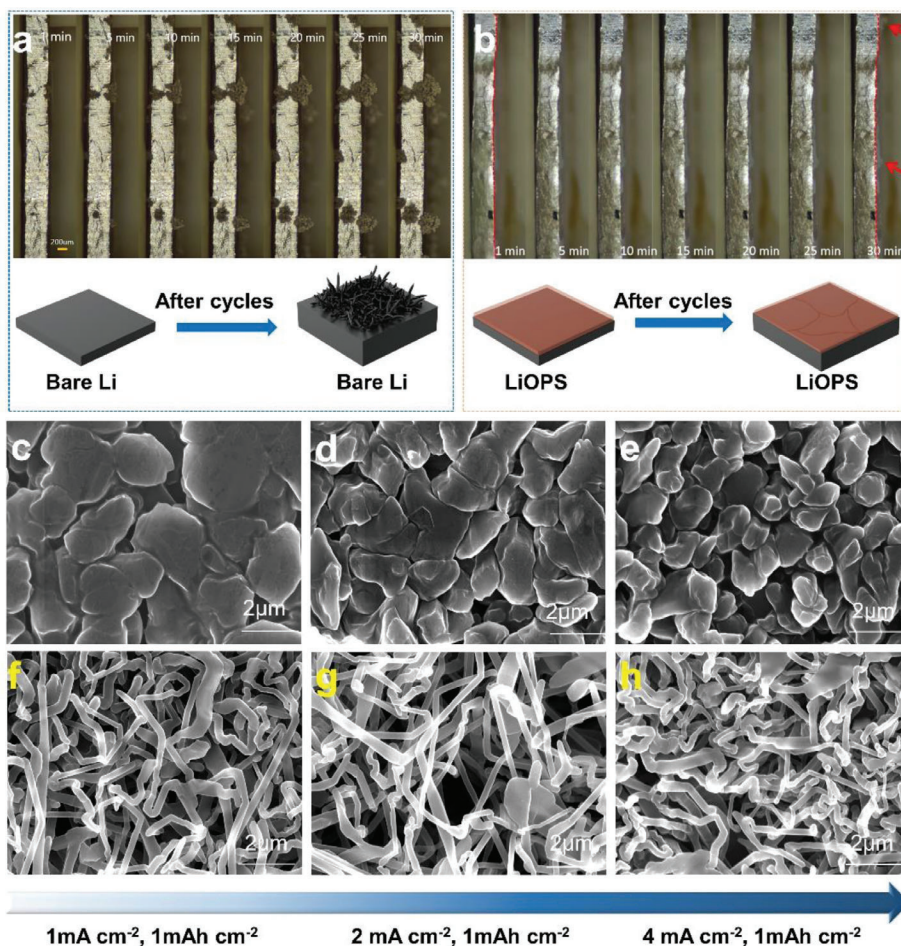 a
1 min
5 min
10 min
15 min
20 min
25 min
30 min
200um
After cycles
Bare Li
Bare Li
b
1 min
5 min
10 min
15 min
20 min
25 min
30 min
After cycles
LiOPS
LiOPS
c
2μm
d
2μm
e
2μm
f
2μm
g
2μm
h
2μm
1mA cm⁻², 1mAh cm⁻²
2 mA cm⁻², 1mAh cm⁻²
4 mA cm⁻², 1mAh cm⁻²